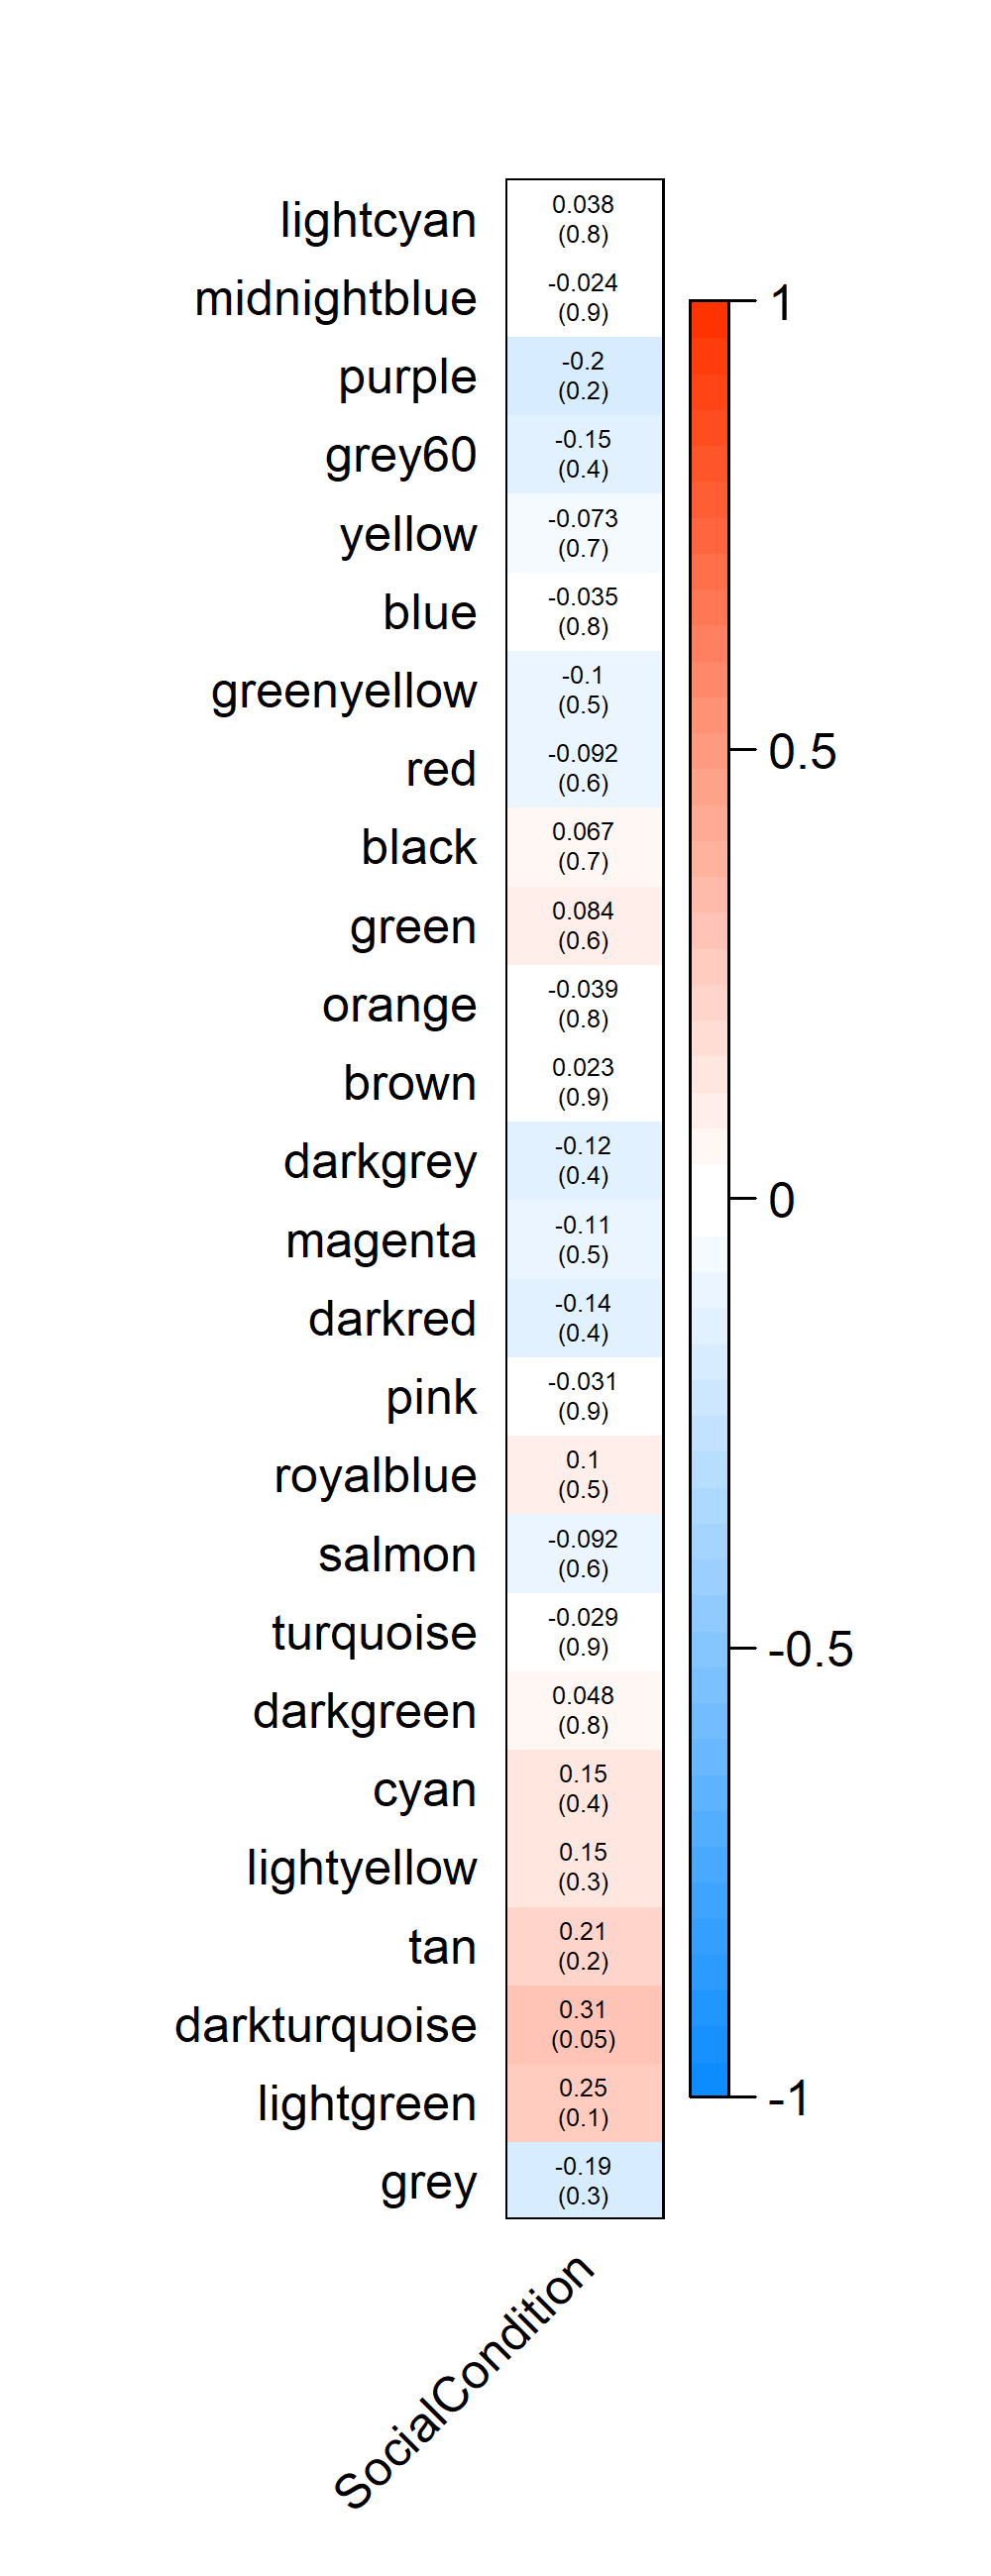 lightcyan 0.038
(0.8)
midnightblue -0.024
(0.9)
purple -0.2
(0.2)
grey60 -0.15
(0.4)
yellow -0.073
(0.7)
blue -0.035
(0.8)
greenyellow -0.1
(0.5)
red -0.092
(0.6)
black 0.067
(0.7)
green 0.084
(0.6)
orange -0.039
(0.8)
brown 0.023
(0.9)
darkgrey -0.12
(0.4)
magenta -0.11
(0.5)
darkred -0.14
(0.4)
pink -0.031
(0.9)
royalblue 0.1
(0.5)
salmon -0.092
(0.6)
turquoise -0.029
(0.9)
darkgreen 0.048
(0.8)
cyan 0.15
(0.4)
lightyellow 0.15
(0.3)
tan 0.21
(0.2)
darkturquoise 0.31
(0.05)
lightgreen 0.25
(0.1)
grey -0.19
(0.3)
SocialCondition
1
0.5
0
-0.5
-1